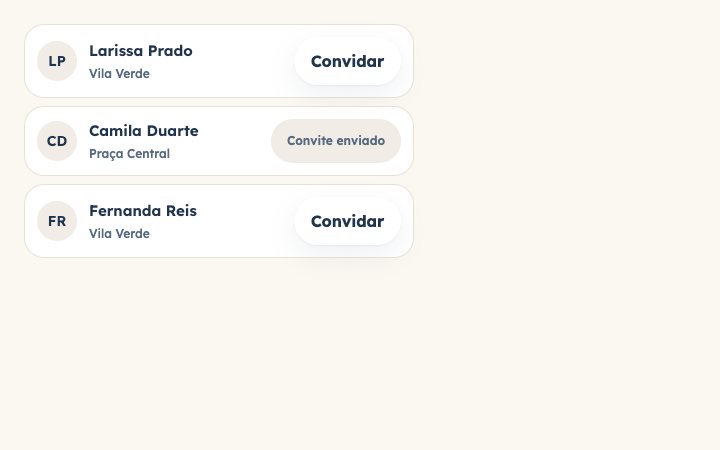 LP
Larissa Prado
Vila Verde
Convidar
CD
Camila Duarte
Praça Central
Convite enviado
FR
Fernanda Reis
Vila Verde
Convidar